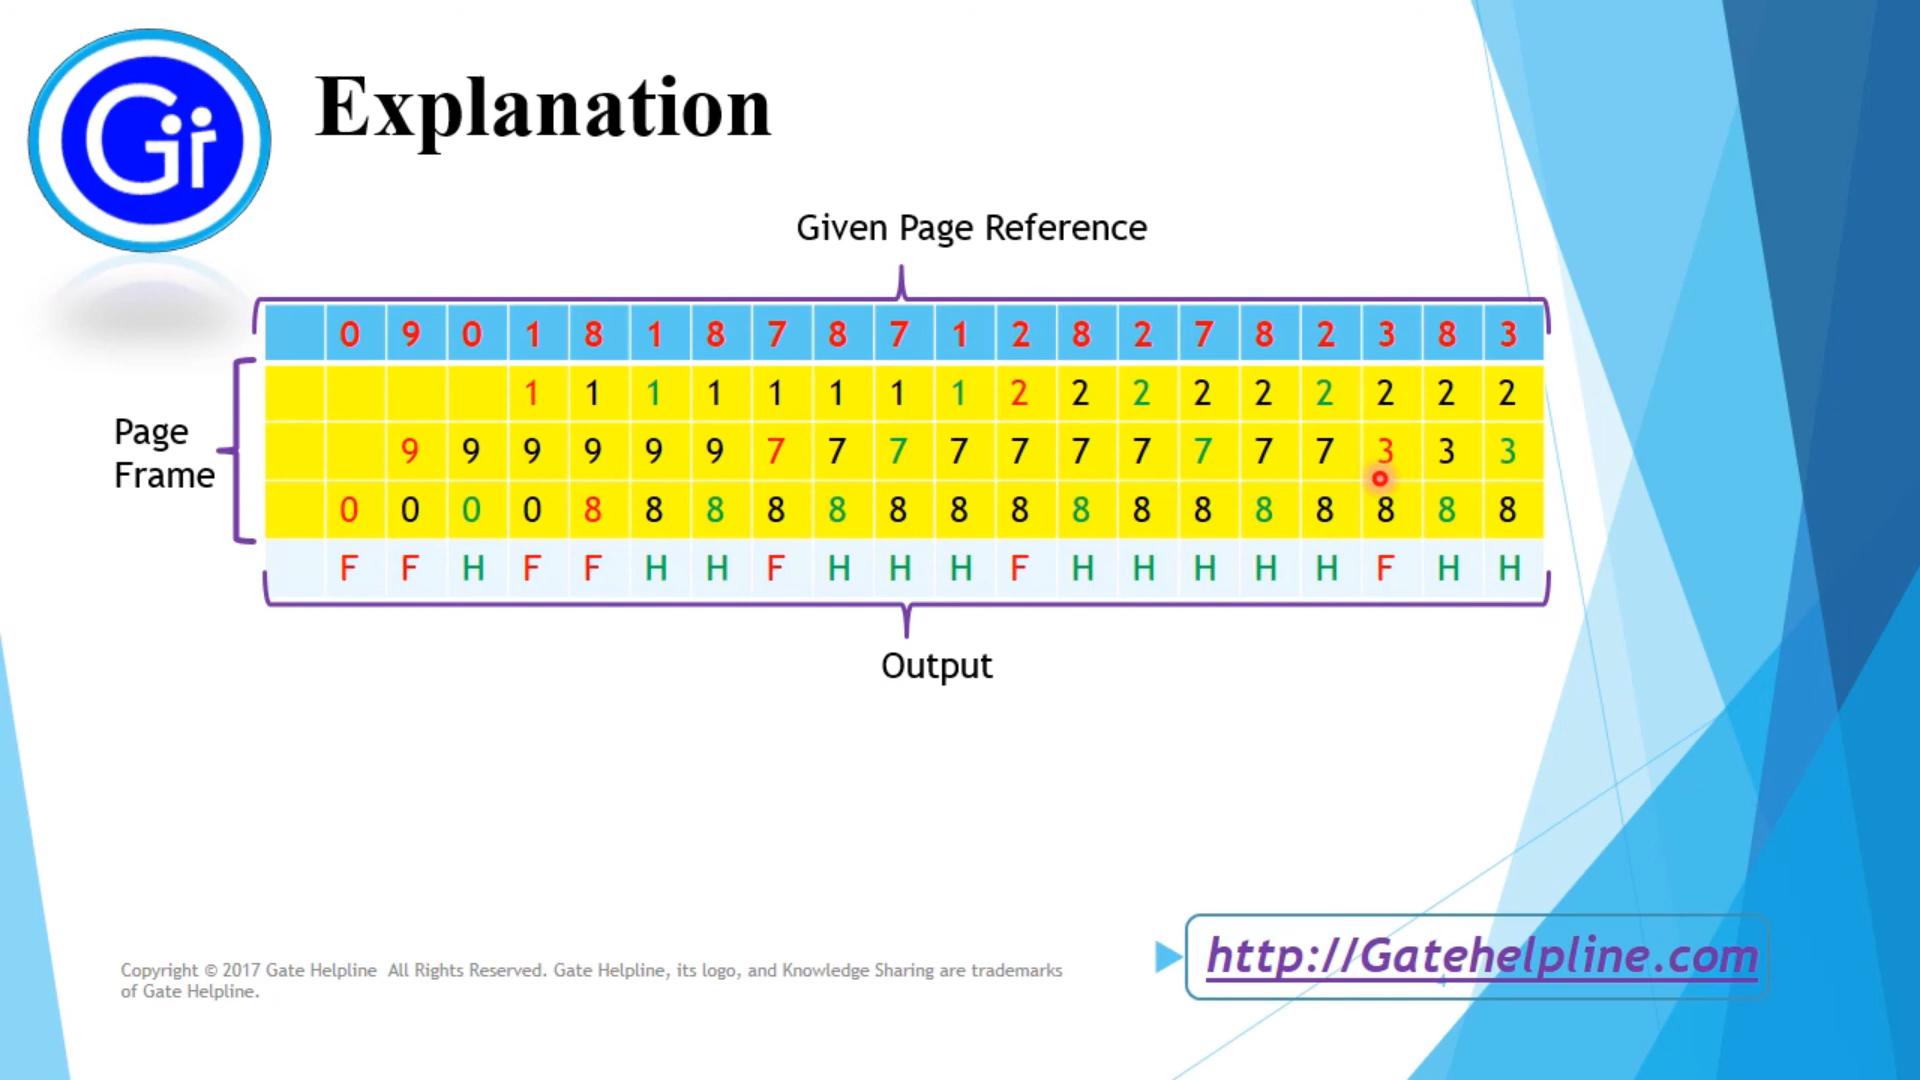 Gr
Explanation
Given Page Reference
0 9 0 1 8 1 8 7 8 7 1 2 8 2 7 8 2 3 8 3
1 1 1 1 1 1 1 1 2 2 2 2 2 2 2 2 2
9 9 9 9 9 9 7 7 7 7 7 7 7 7 7 7 3 3 3
0 0 0 0 8 8 8 8 8 8 8 8 8 8 8 8 8 8 8 8
F F H F F H H F H H H F H H H H H F H H
Page
Frame
Output
Copyright © 2017 Gate Helpline All Rights Reserved. Gate Helpline, its logo, and Knowledge Sharing are trademarks
of Gate Helpline.
http://Gatehelpline.com
4